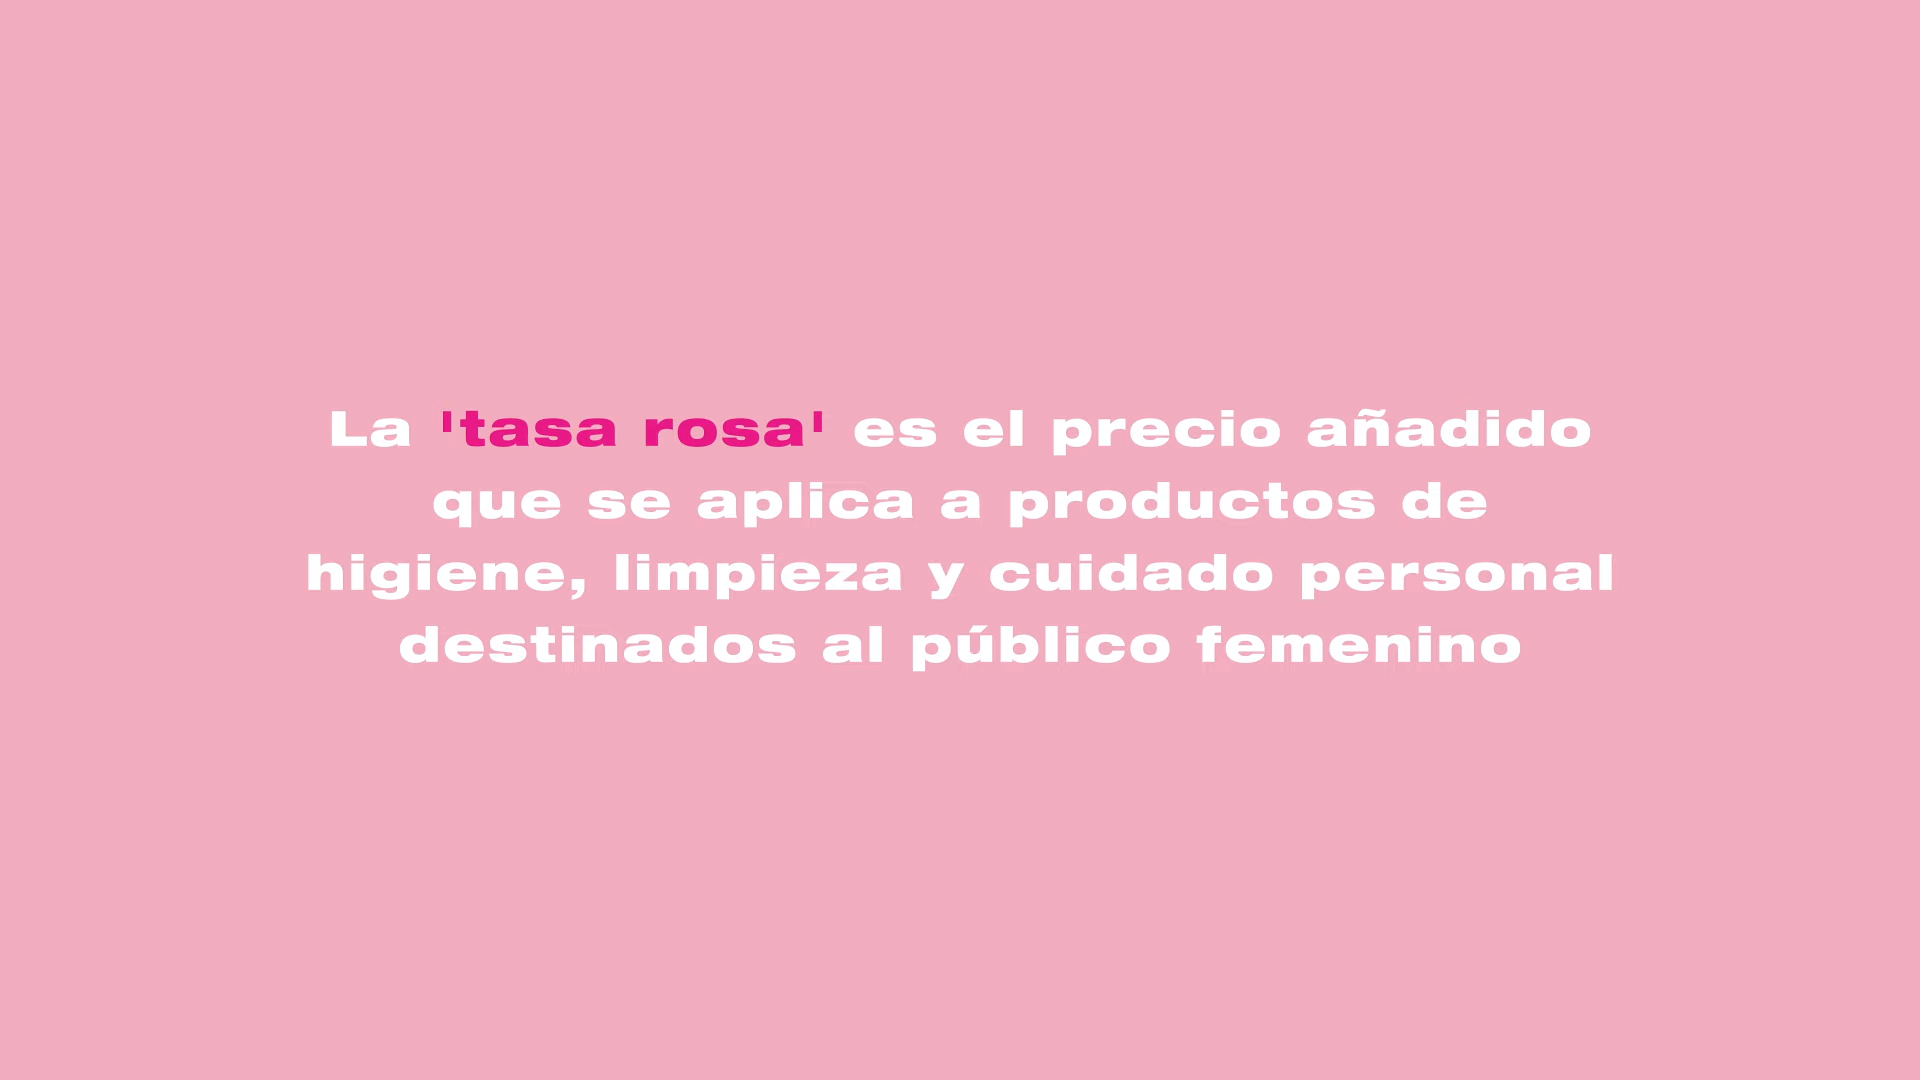 La 'tasa rosa' es el precio añadido
que se aplica a productos de
higiene, limpieza y cuidado personal
destinados al público femenino